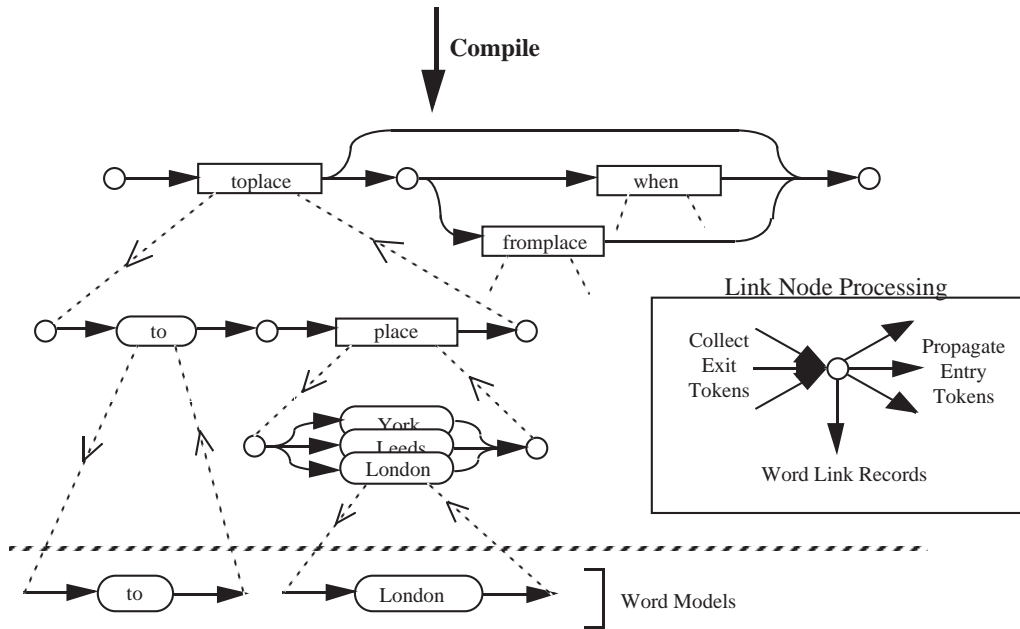 Compile
toplace
when
fromplace
Link Node Processing
to
place
Collect
Exit
Tokens
Propagate
Entry
Tokens
York
Leeds
London
Word Link Records
to
London
Word Models